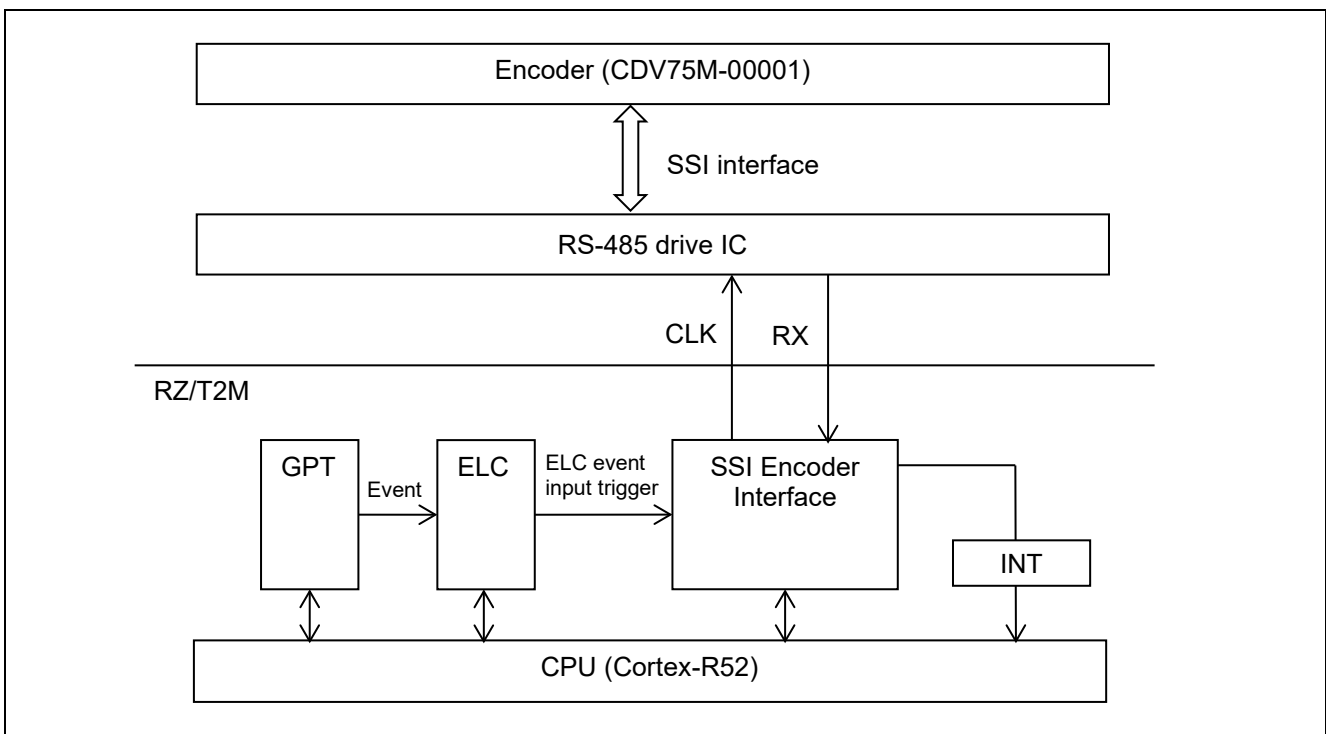 Encoder (CDV75M-00001)
SSI interface
RS-485 drive IC
CLK
RX
RZ/T2M
GPT
Event
ELC
ELC event
input trigger
SSI Encoder
Interface
INT
CPU (Cortex-R52)